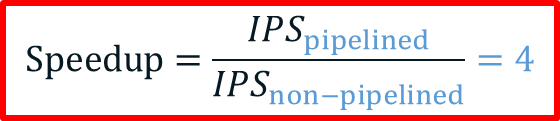 Speedup = IPS_pipelined / IPS_non−pipelined = 4